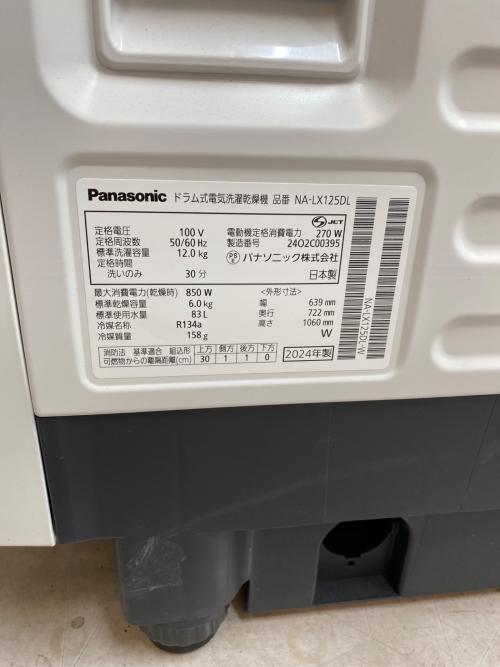 Panasonic ドラム式電気洗濯乾燥機 品番 NA-LX125DL
定格電圧 100 V
定格周波数 50/60 Hz
標準洗濯容量 12.0 kg
定格時間
洗いのみ 30 分
S JET
電動機定格消費電力 270 W
製造番号 24O2C00395
PSE パナソニック株式会社
日本製
最大消費電力(乾燥時) 850 W
標準乾燥容量 6.0 kg
標準使用水量 83 L
冷媒名称 R134a
冷媒質量 158 g
<外形寸法>
幅 639 mm
奥行 722 mm
高さ 1060 mm
W
消防法 基準適合 組込形 上方 側方 後方 下方
可燃物からの離隔距離(cm) 30 1 1 0
2024年製
NA-LX125DL-W